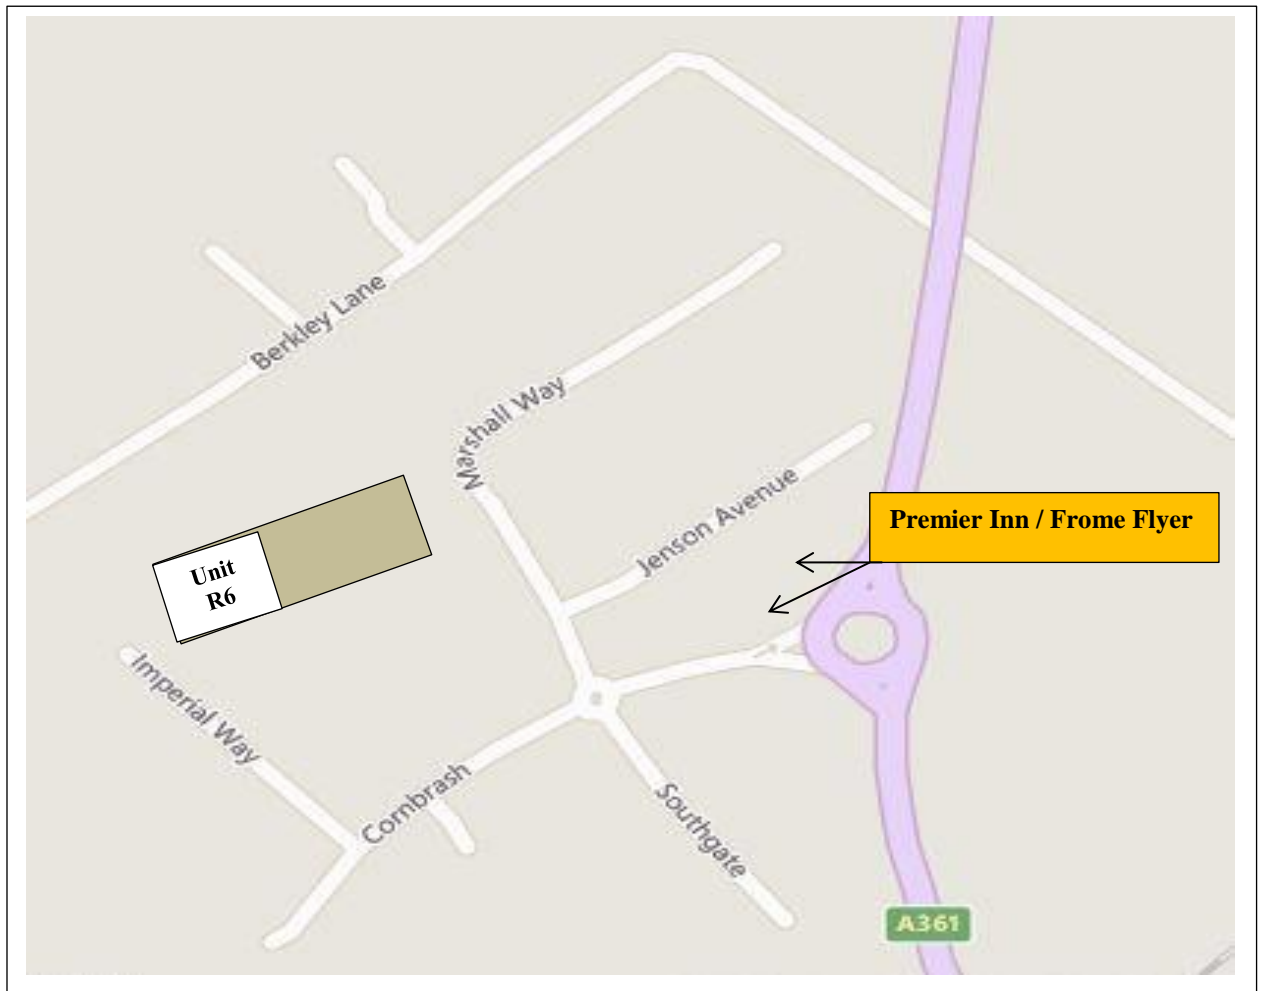 Berkley Lane
Marshall Way
Jenson Avenue
Premier Inn / Frome Flyer
Unit
R6
Imperial Way
Cornbrash
Southgate
A361